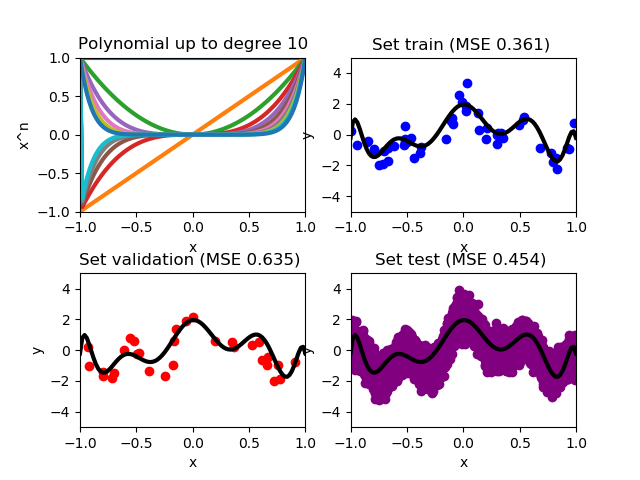 Polynomial up to degree 10
1.0
0.5
0.0
−0.5
−1.0
x^n
−1.0 −0.5 0.0 0.5 1.0
x
Set train (MSE 0.361)
4
2
0
−2
−4
y
−1.0 −0.5 0.0 0.5 1.0
x
Set validation (MSE 0.635)
4
2
0
−2
−4
y
−1.0 −0.5 0.0 0.5 1.0
x
Set test (MSE 0.454)
4
2
0
−2
−4
y
−1.0 −0.5 0.0 0.5 1.0
x